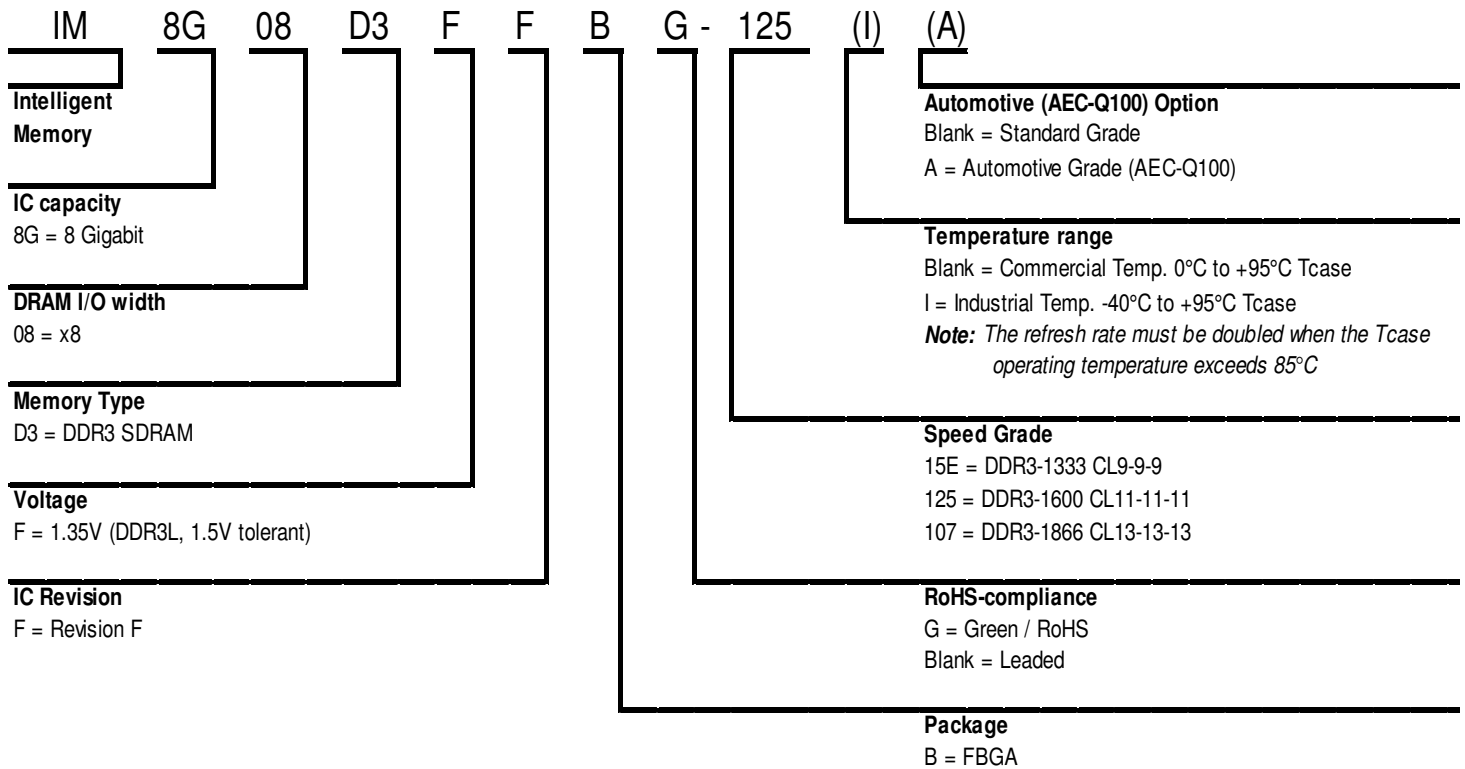 IM 8G 08 D3 F F B G - 125 (I) (A)
Intelligent
Memory
IC capacity
8G = 8 Gigabit
DRAM I/O width
08 = x8
Memory Type
D3 = DDR3 SDRAM
Voltage
F = 1.35V (DDR3L, 1.5V tolerant)
IC Revision
F = Revision F
Automotive (AEC-Q100) Option
Blank = Standard Grade
A = Automotive Grade (AEC-Q100)
Temperature range
Blank = Commercial Temp. 0°C to +95°C Tcase
I = Industrial Temp. -40°C to +95°C Tcase
Note: The refresh rate must be doubled when the Tcase
operating temperature exceeds 85°C
Speed Grade
15E = DDR3-1333 CL9-9-9
125 = DDR3-1600 CL11-11-11
107 = DDR3-1866 CL13-13-13
RoHS-compliance
G = Green / RoHS
Blank = Leaded
Package
B = FBGA